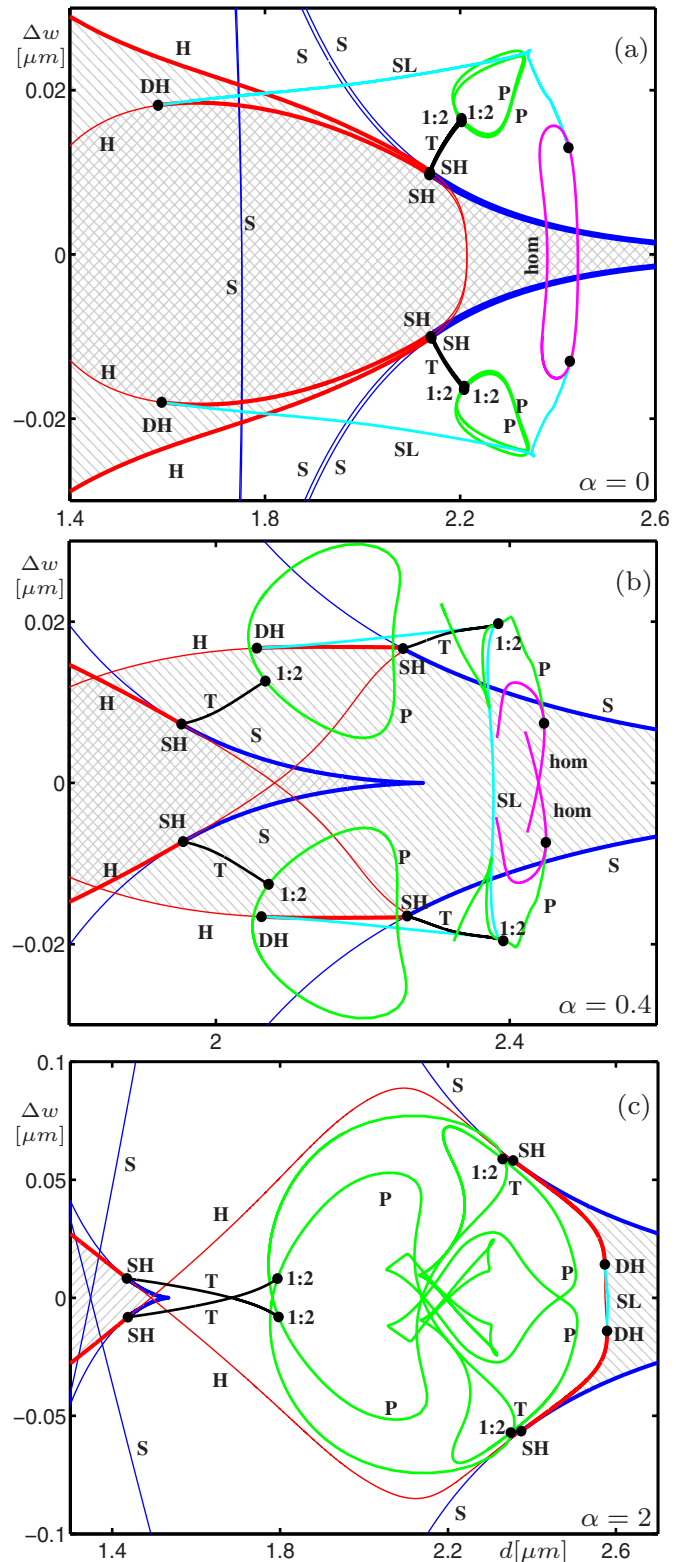 Δw
[μm]
H
S
S
(a)
DH
SL
0.02
P
1:2
1:2
P
H
T
SH
SH
S
0
hom
S
SH
SH
H
T
1:2
1:2
DH
P
−0.02
P
H
S
S
SL
α = 0
1.4
1.8
2.2
2.6
Δw
[μm]
(b)
0.02
H
DH
T
1:2
SH
1:2
P
H
T
P
S
SH
S
hom
0
SL
hom
SH
S
S
H
T
P
1:2
SH
P
H
DH
T
1:2
−0.02
α = 0.4
2
2.4
0.1
Δw
[μm]
S
(c)
S
SH
0.05
1:2
T
H
P
SH
P
DH
T
1:2
0
SL
T
1:2
P
DH
SH
H
P
−0.05
T
1:2
SH
S
S
α = 2
−0.1
1.4
1.8
2.2
d[μm]
2.6